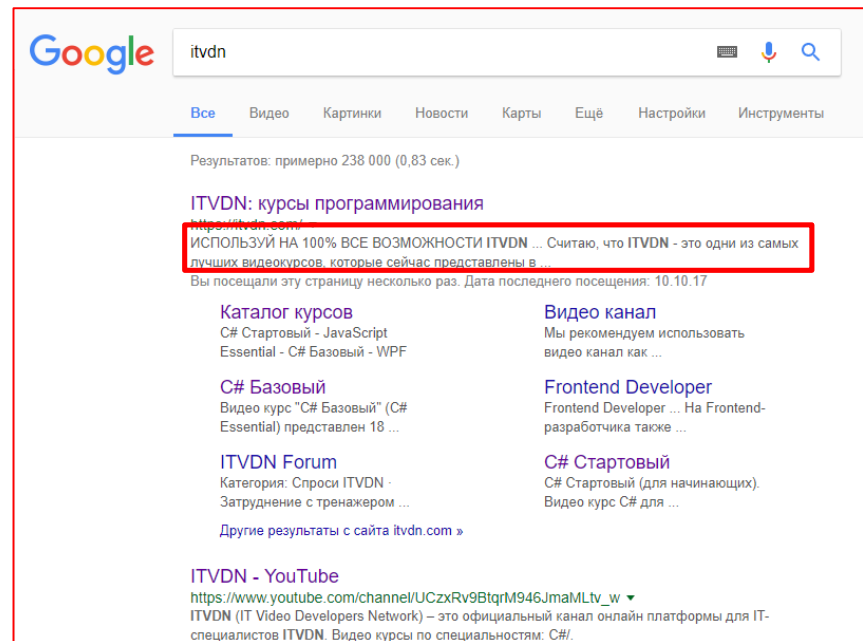 Google
itvdn
Все Видео Картинки Новости Карты Ещё Настройки Инструменты
Результатов: примерно 238 000 (0,83 сек.)
ITVDN: курсы программирования
https://itvdn.com/
ИСПОЛЬЗУЙ НА 100% ВСЕ ВОЗМОЖНОСТИ ITVDN ... Считаю, что ITVDN - это одни из самых
лучших видеокурсов, которые сейчас представлены в ...
Вы посещали эту страницу несколько раз. Дата последнего посещения: 10.10.17
Каталог курсов
C# Стартовый - JavaScript
Essential - C# Базовый - WPF
Видео канал
Мы рекомендуем использовать
видео канал как ...
C# Базовый
Видео курс "C# Базовый" (C#
Essential) представлен 18 ...
Frontend Developer
Frontend Developer ... На Frontend-
разработчика также ...
ITVDN Forum
Категория: Спроси ITVDN ·
Затруднение с тренажером ...
C# Стартовый
C# Стартовый (для начинающих).
Видео курс C# для ...
Другие результаты с сайта itvdn.com »
ITVDN - YouTube
https://www.youtube.com/channel/UCzxRv9BtqrM946JmaMLtv_w
ITVDN (IT Video Developers Network) – это официальный канал онлайн платформы для IT-
специалистов ITVDN. Видео курсы по специальностям: C#/.